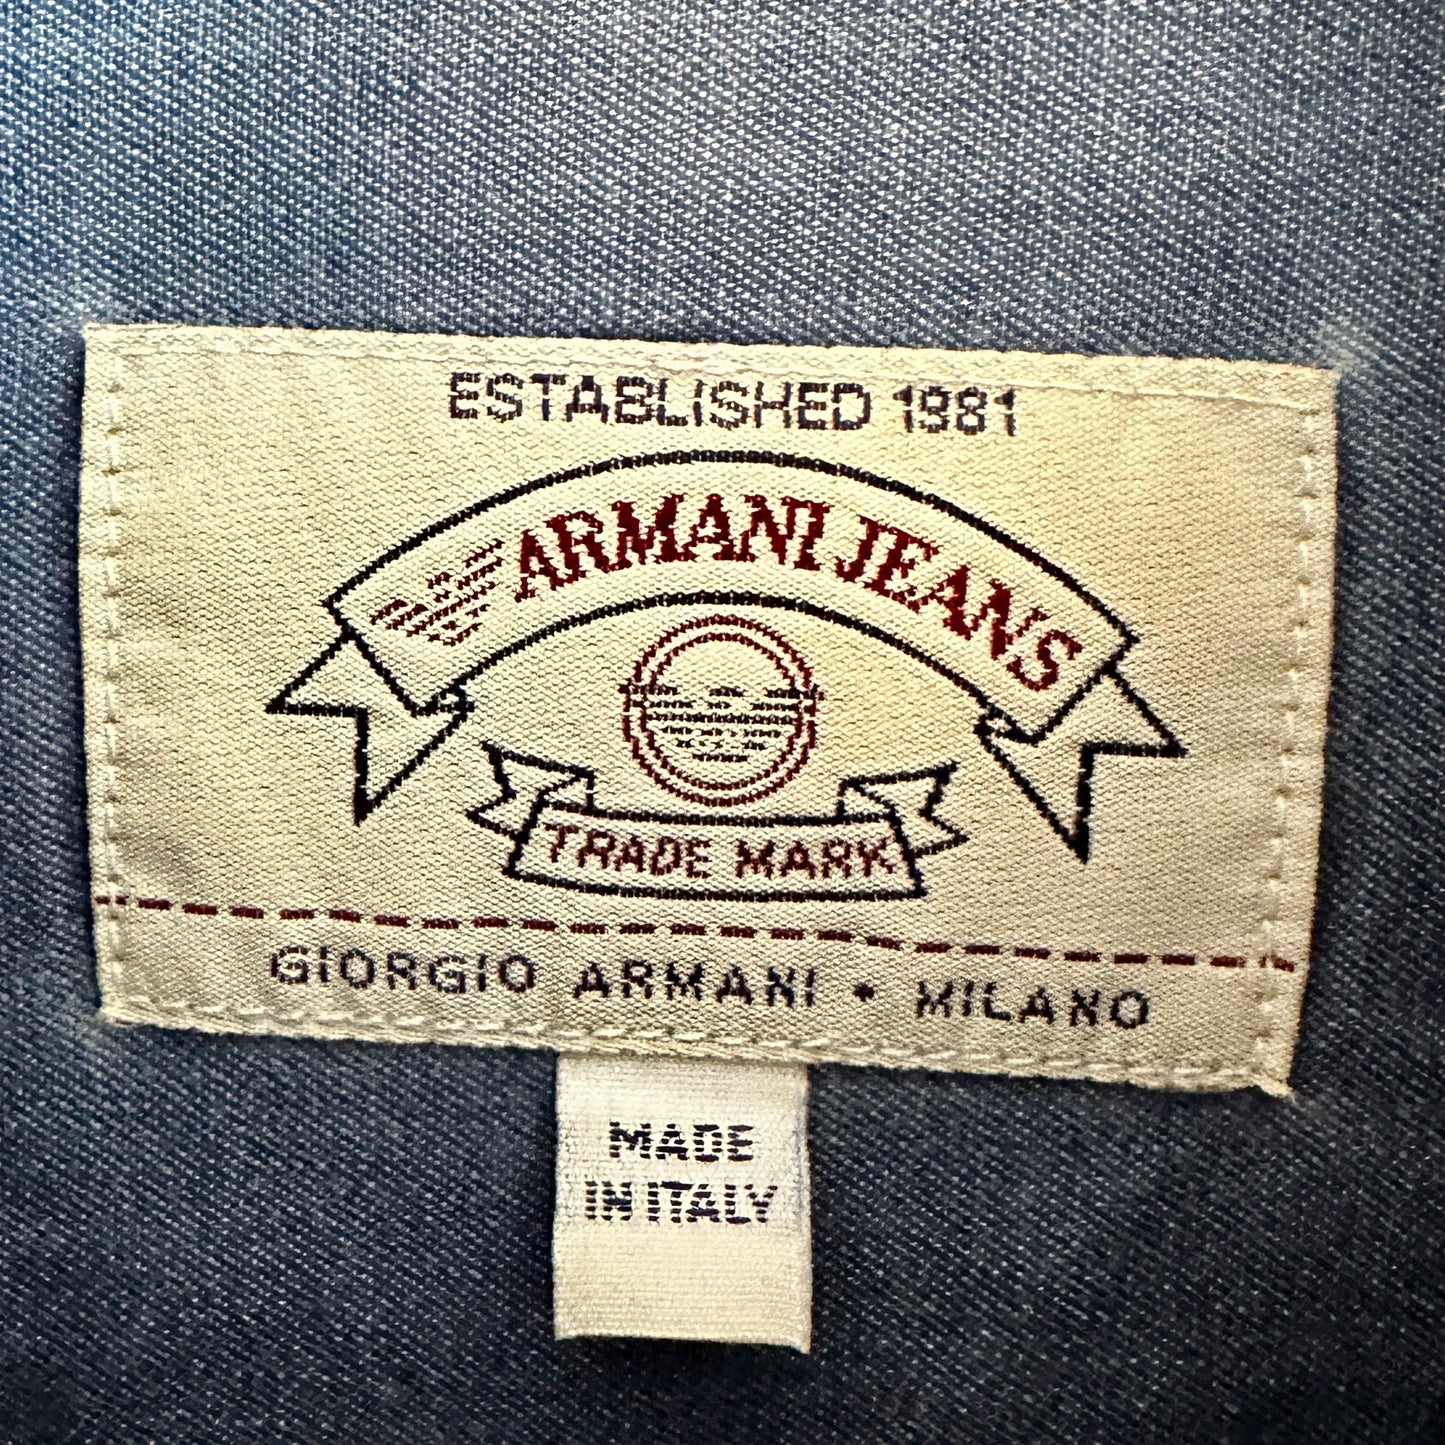 ESTABLISHED 1981
ARMANI JEANS
TRADE MARK
GIORGIO ARMANI • MILANO
MADE
IN ITALY